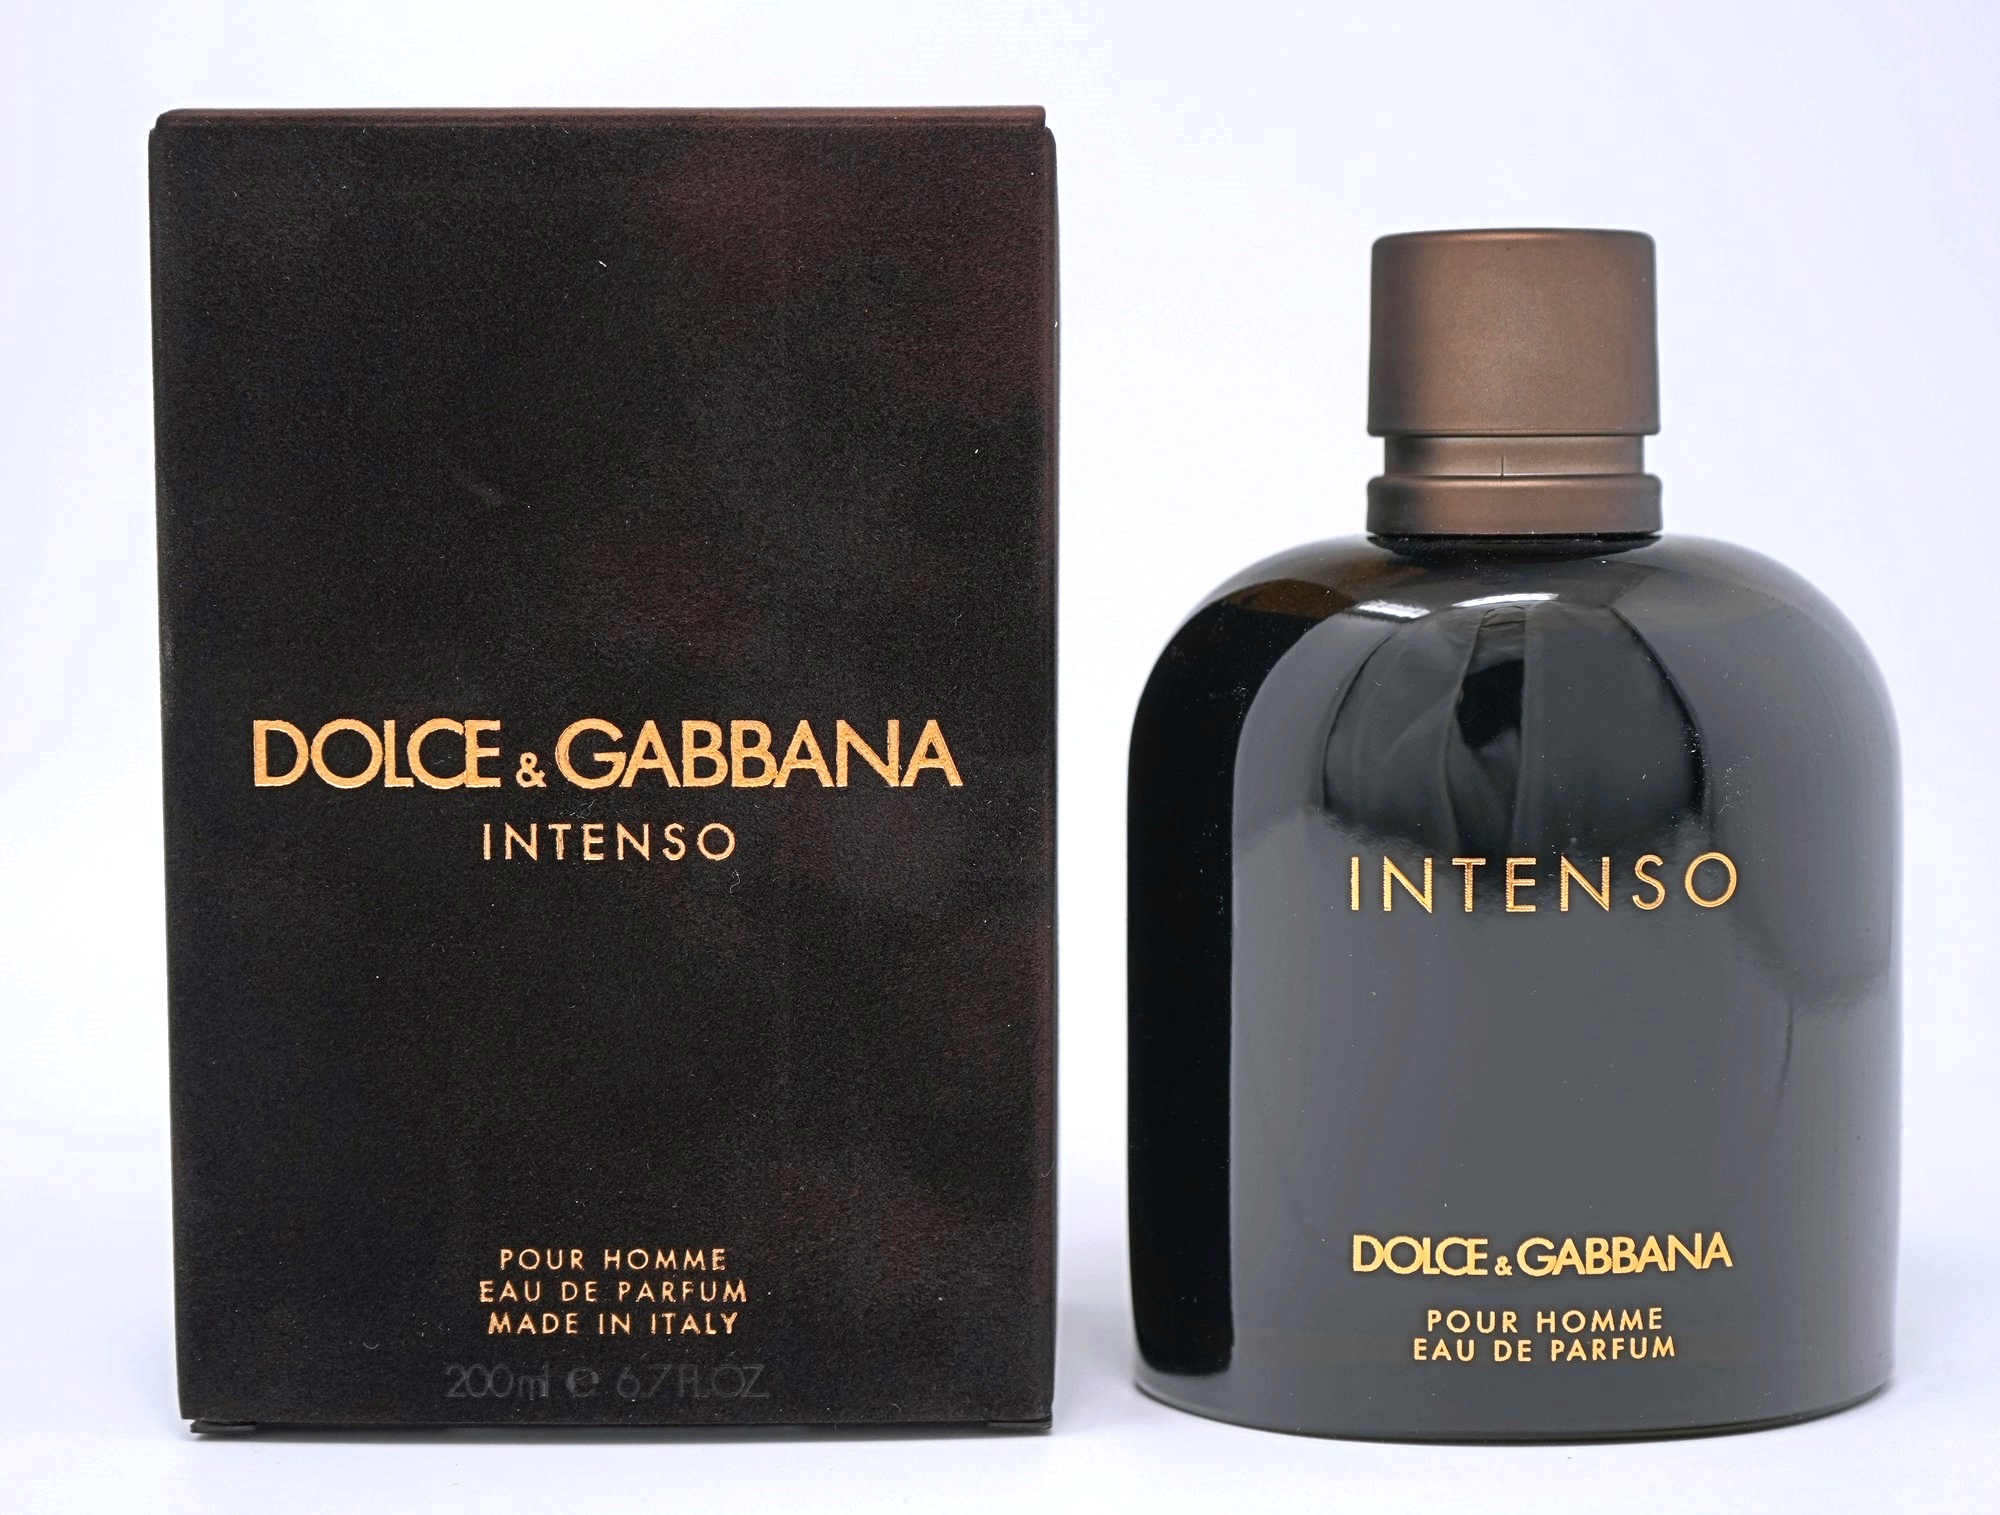 DOLCE & GABBANA
INTENSO
POUR HOMME
EAU DE PARFUM
MADE IN ITALY
200ml e 6.7 FL.OZ
INTENSO
DOLCE & GABBANA
POUR HOMME
EAU DE PARFUM